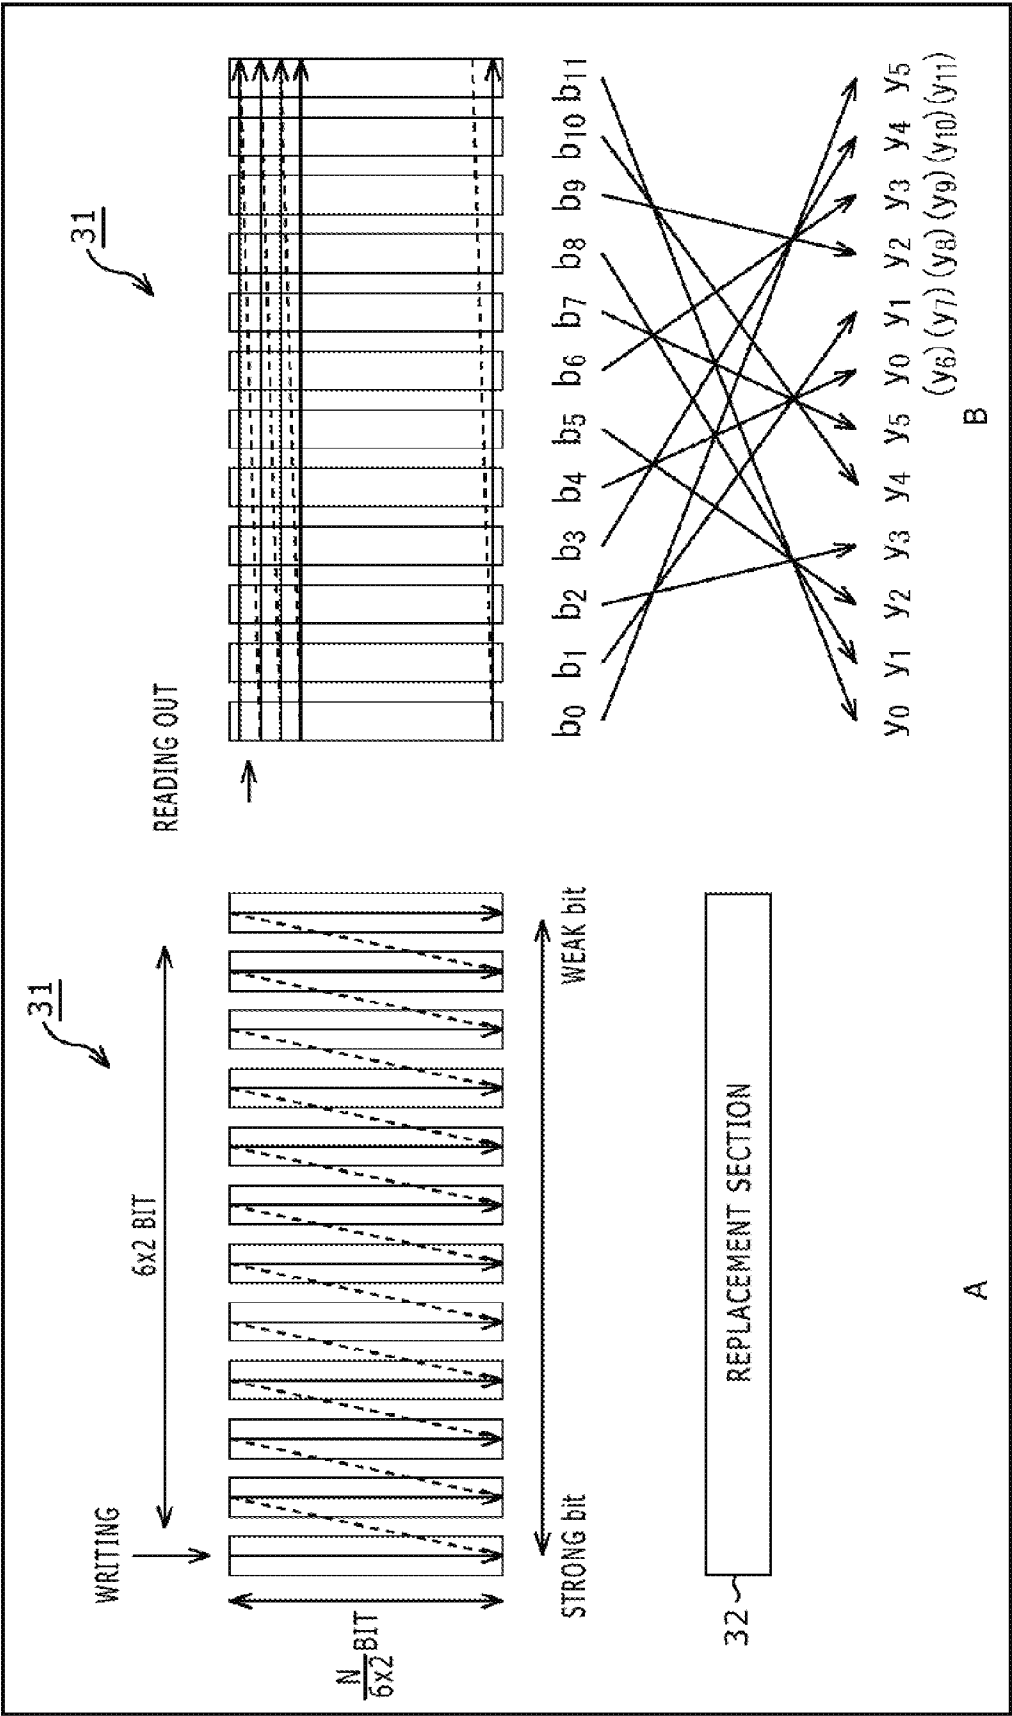 31
WRITING
6x2 BIT
N
6x2
BIT
STRONG bit
WEAK bit
32
REPLACEMENT SECTION
A
31
READING OUT
b0 b1 b2 b3 b4 b5 b6 b7 b8 b9 b10 b11
y0 y1 y2 y3 y4 y5 y0 y1 y2 y3 y4 y5
(y6) (y7) (y8) (y9) (y10) (y11)
B